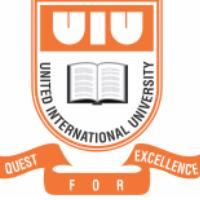 UIU
UNITED INTERNATIONAL UNIVERSITY
QUEST
FOR
EXCELLENCE